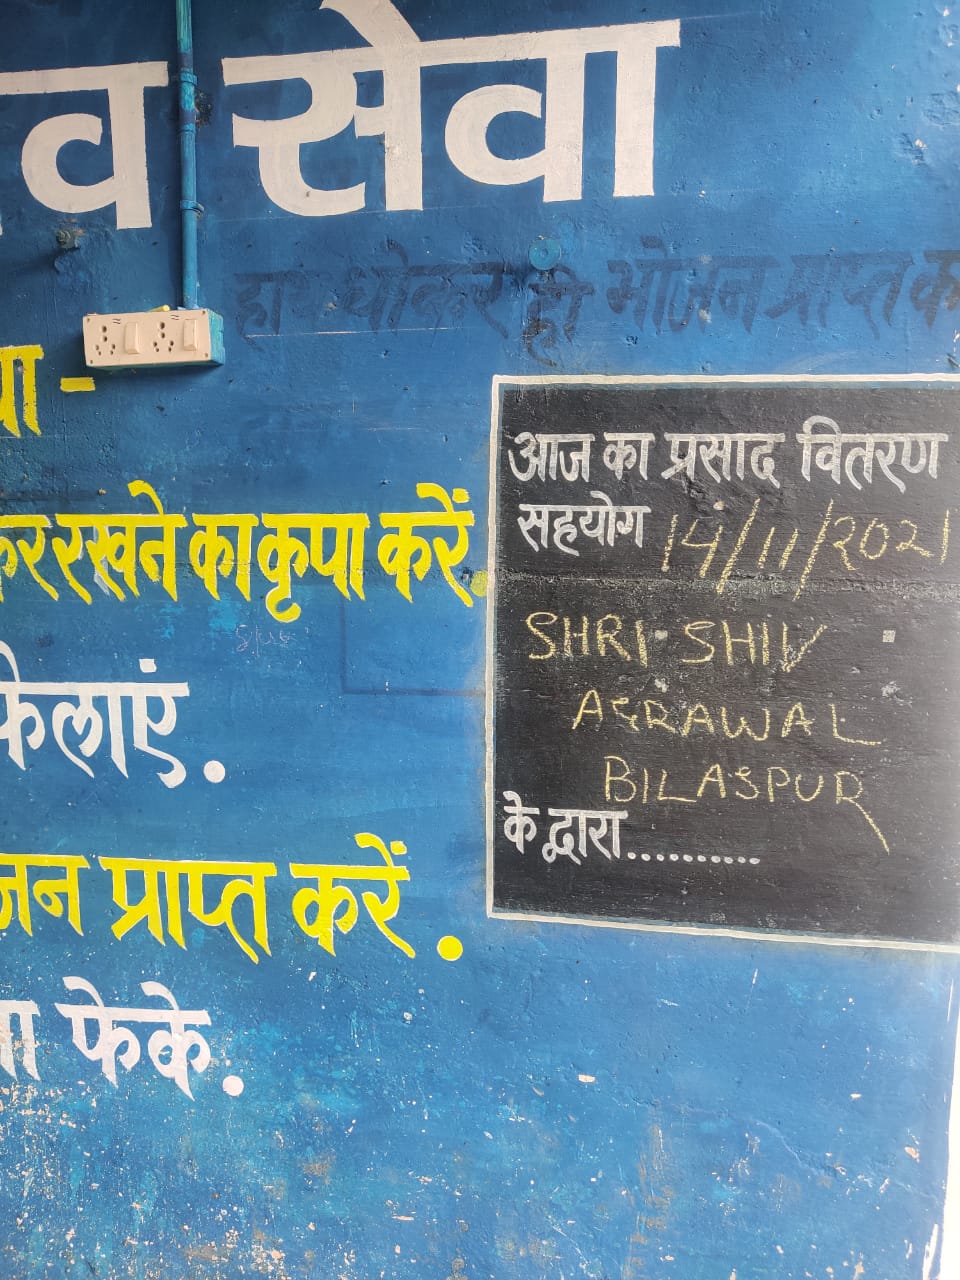 व सेवा
हाथ धोकर ही भोजन प्राप्त क
या -
कर रखने का कृपा करें.
फैलाएं.
जन प्राप्त करें.
ना फेके.
आज का प्रसाद वितरण
सहयोग 14/11/2021
SHRI SHIV
AGRAWAL
BILASPUR
के द्वारा..........